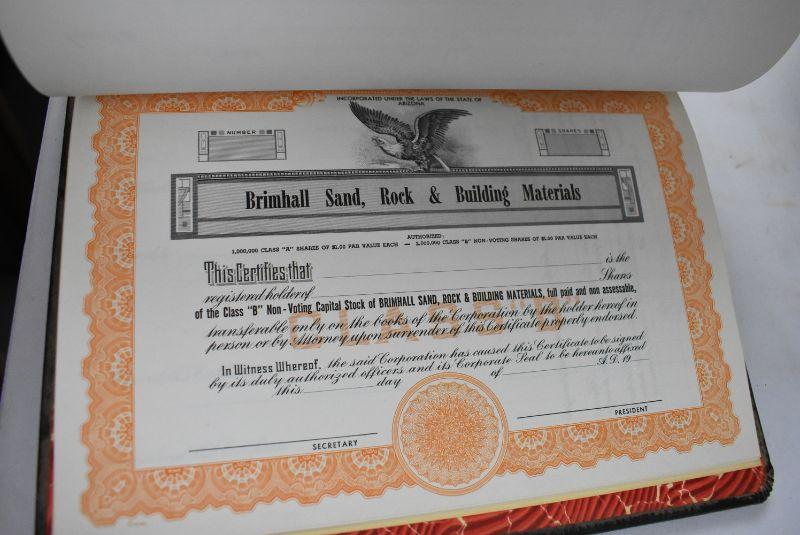 INCORPORATED UNDER THE LAWS OF THE STATE OF
ARIZONA
NUMBER
SHARES
Brimhall Sand, Rock & Building Materials
AUTHORIZED:
1,000,000 CLASS "A" SHARES OF $1.00 PAR VALUE EACH — 1,000,000 CLASS "B" NON-VOTING SHARES OF $1.00 PAR VALUE EACH
This Certifies that is the
registered holder of Shares
of the Class "B" Non-Voting Capital Stock of BRIMHALL SAND, ROCK & BUILDING MATERIALS, full paid and non assessable,
transferable only on the books of the Corporation by the holder hereof in
person or by Attorney upon surrender of this Certificate properly endorsed.
In Witness Whereof, the said Corporation has caused this Certificate to be signed
by its duly authorized officers and its Corporate Seal to be hereunto affixed
this day of A.D. 19
SECRETARY
PRESIDENT